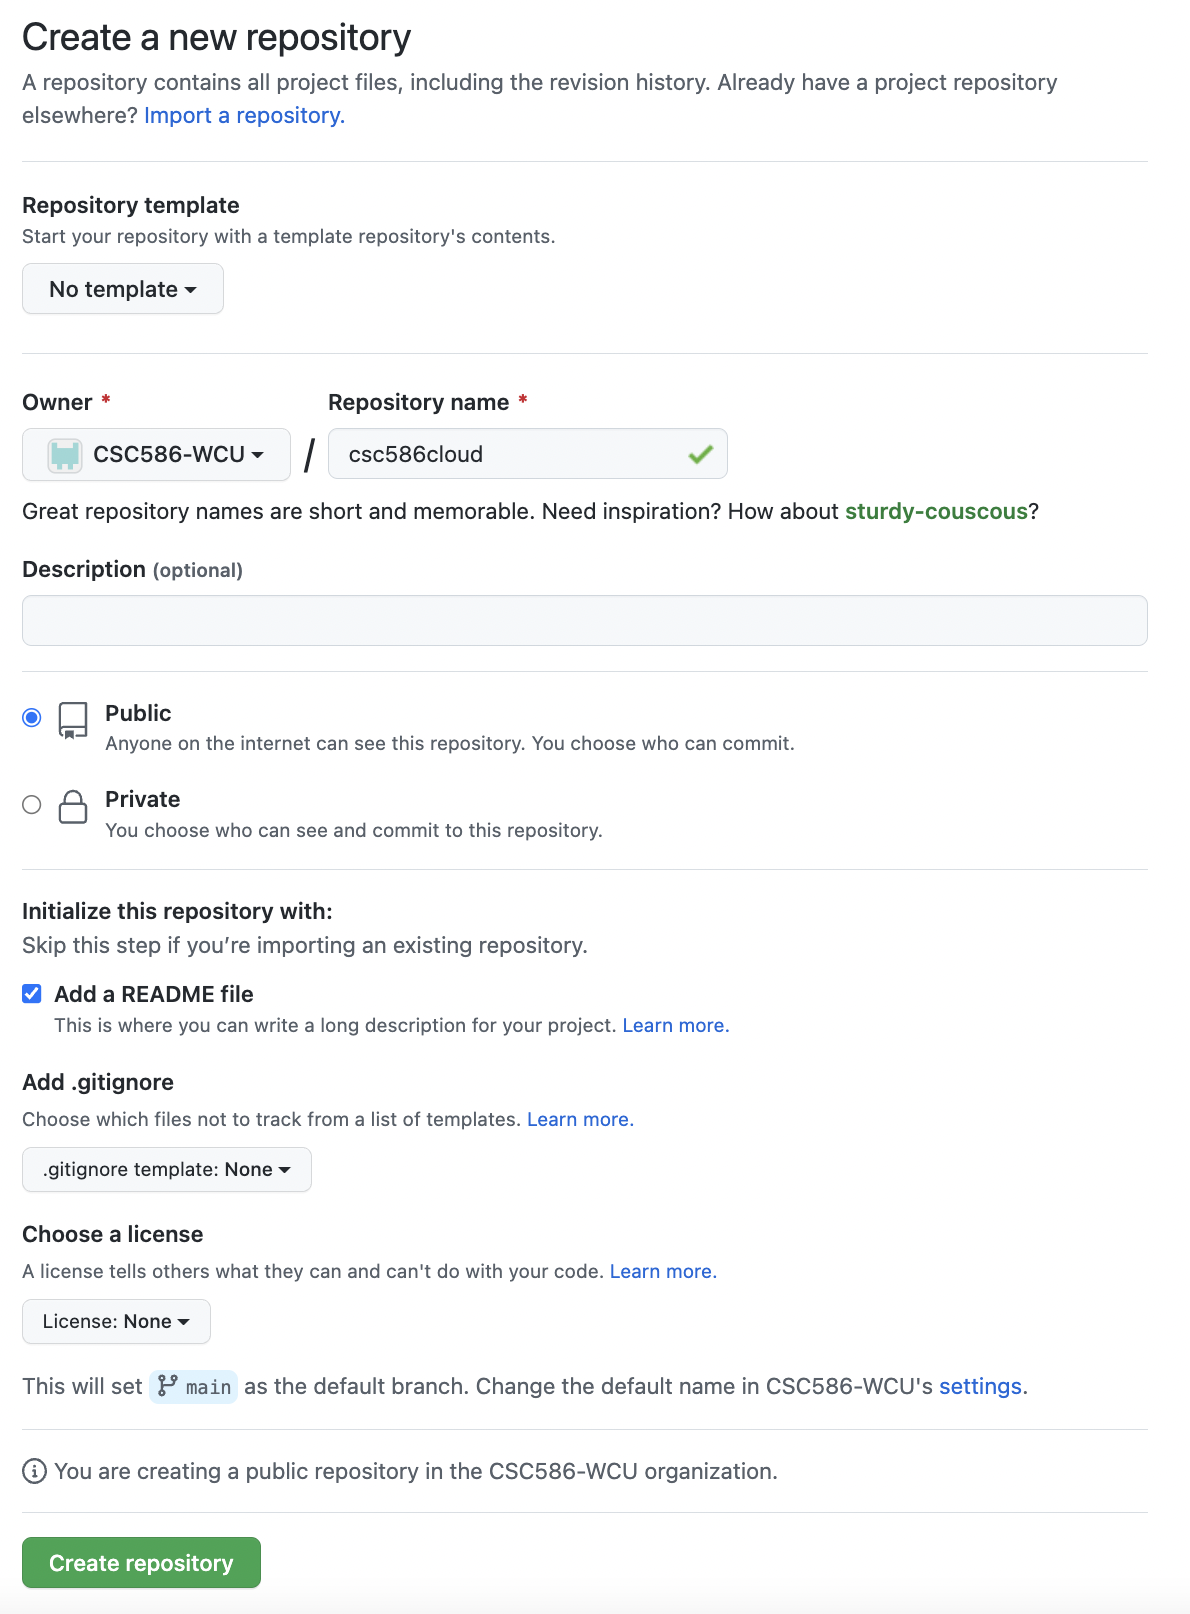 Create a new repository
A repository contains all project files, including the revision history. Already have a project repository
elsewhere? Import a repository.
Repository template
Start your repository with a template repository's contents.
No template
Owner *
Repository name *
CSC586-WCU
/
csc586cloud
Great repository names are short and memorable. Need inspiration? How about sturdy-couscous?
Description (optional)
Public
Anyone on the internet can see this repository. You choose who can commit.
Private
You choose who can see and commit to this repository.
Initialize this repository with:
Skip this step if you’re importing an existing repository.
Add a README file
This is where you can write a long description for your project. Learn more.
Add .gitignore
Choose which files not to track from a list of templates. Learn more.
.gitignore template: None
Choose a license
A license tells others what they can and can't do with your code. Learn more.
License: None
This will set main as the default branch. Change the default name in CSC586-WCU's settings.
You are creating a public repository in the CSC586-WCU organization.
Create repository